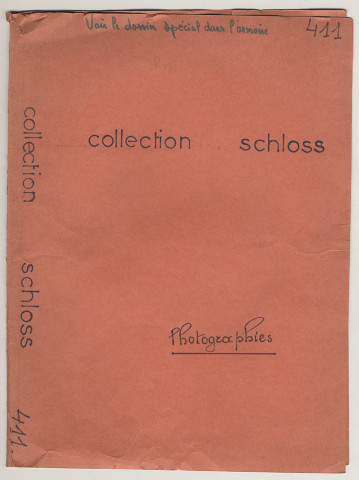 Voir le dossier spécial dans l'armoire
411
collection schloss
Photographies
collection schloss 411.